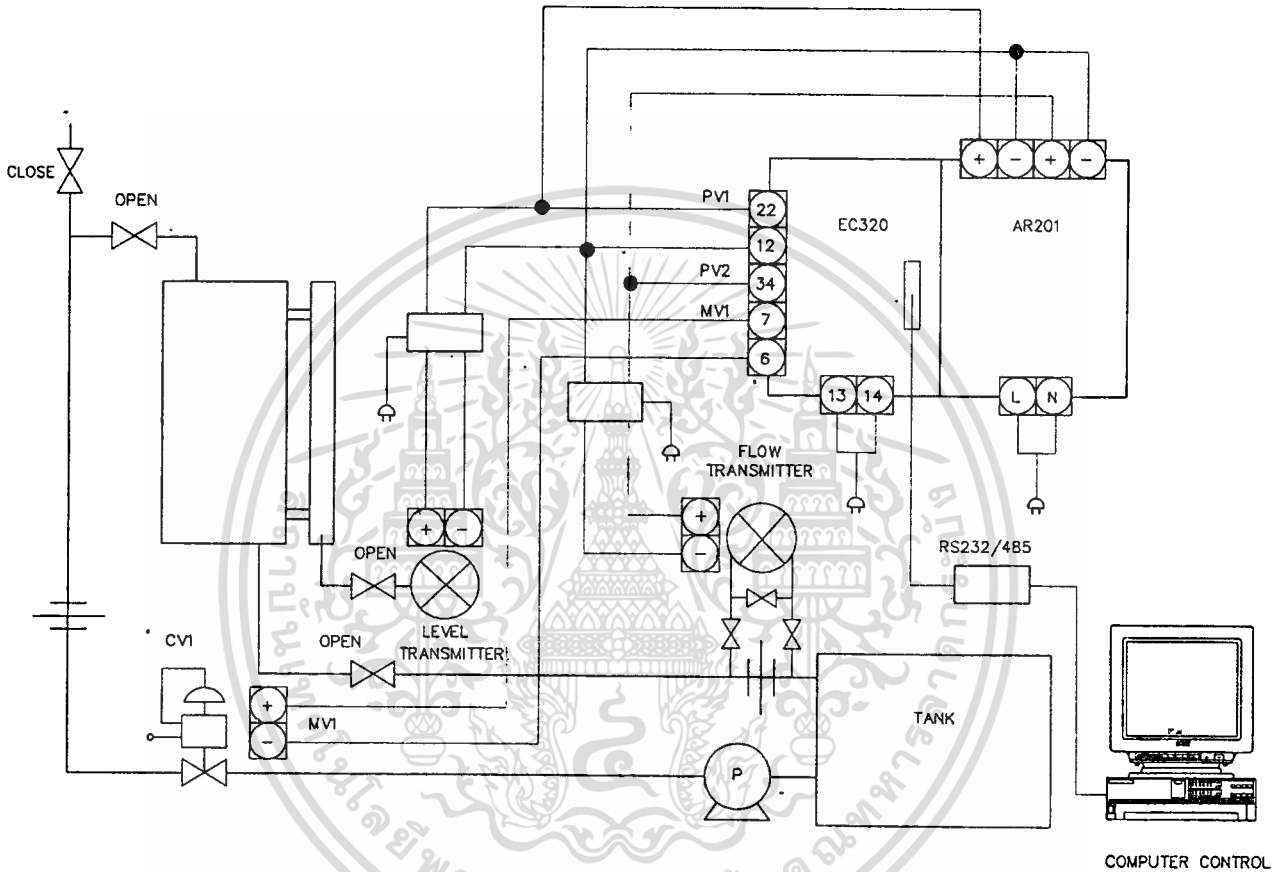 CLOSE
OPEN
PV1
22
EC320
+ - + -
AR201
12
PV2
34
MV1
7
6
13 14
L N
FLOW
TRANSMITTER
+ -
OPEN
+
-
RS232/485
LEVEL
TRANSMITTER
OPEN
CV1
+
MV1
-
TANK
P
COMPUTER CONTROL